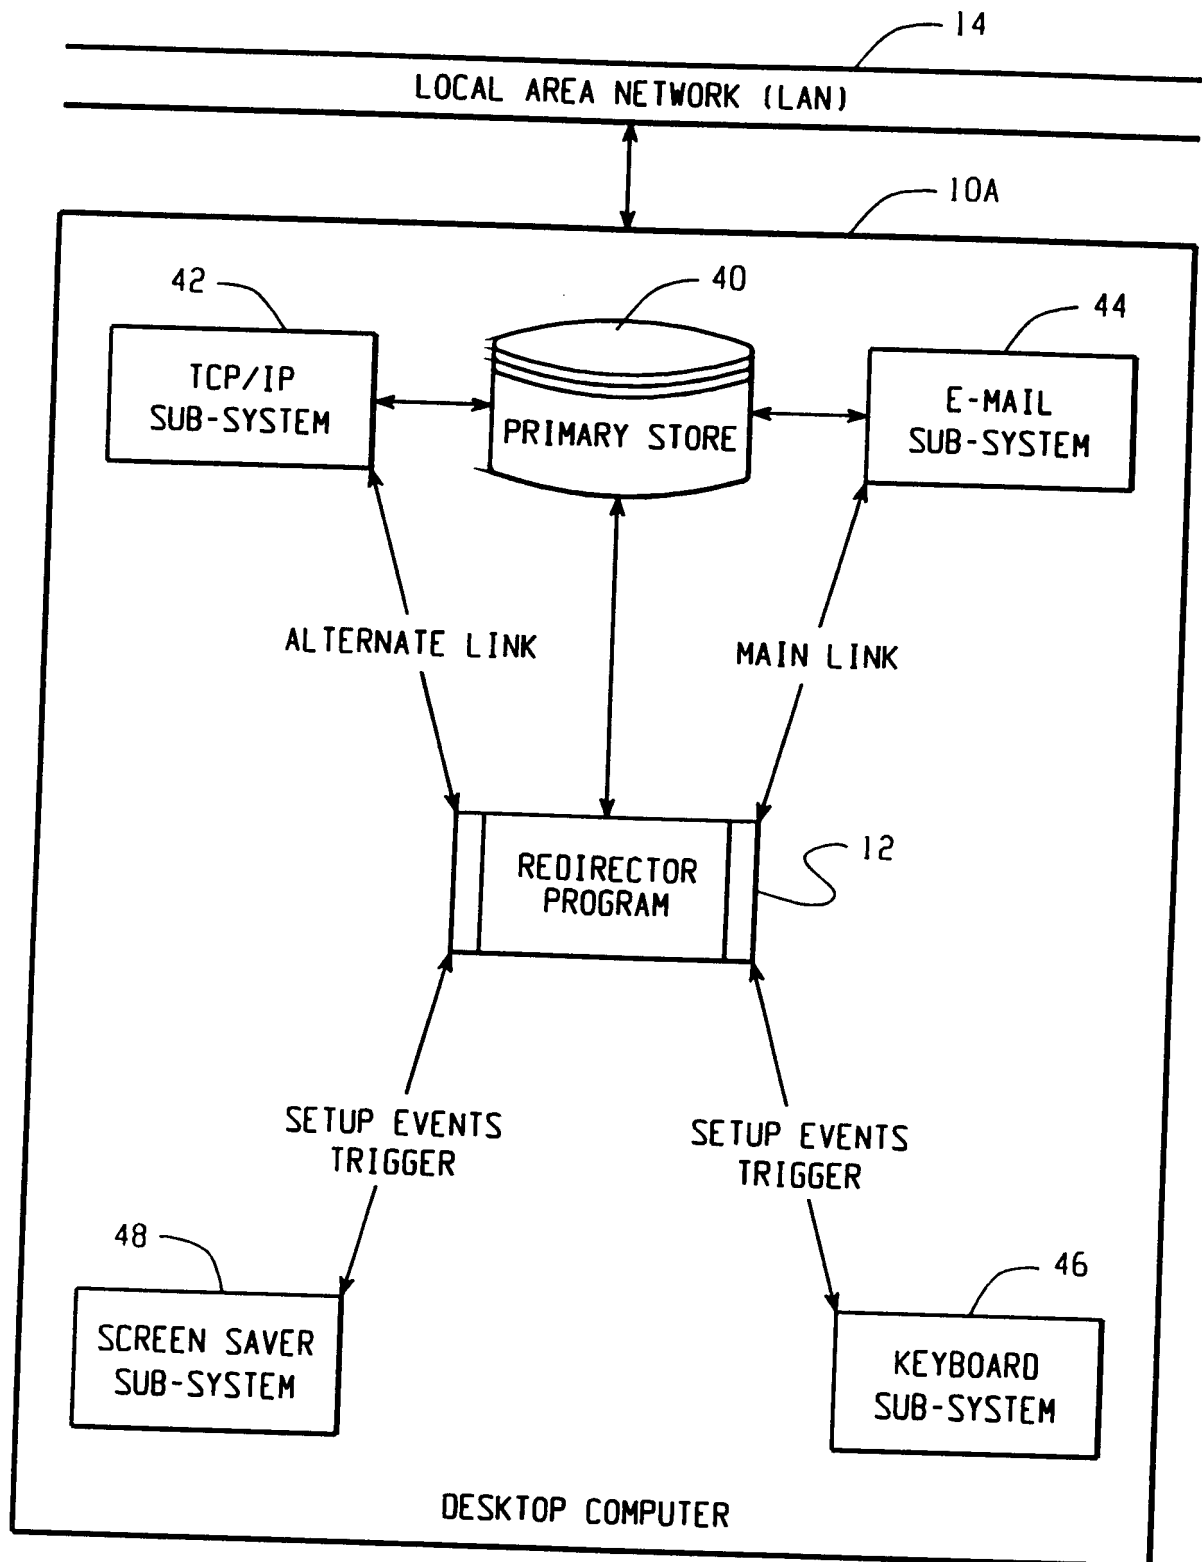 14
LOCAL AREA NETWORK (LAN)
10A
42
40
44
TCP/IP
SUB-SYSTEM
PRIMARY STORE
E-MAIL
SUB-SYSTEM
ALTERNATE LINK
MAIN LINK
12
REDIRECTOR
PROGRAM
SETUP EVENTS
TRIGGER
SETUP EVENTS
TRIGGER
48
46
SCREEN SAVER
SUB-SYSTEM
KEYBOARD
SUB-SYSTEM
DESKTOP COMPUTER